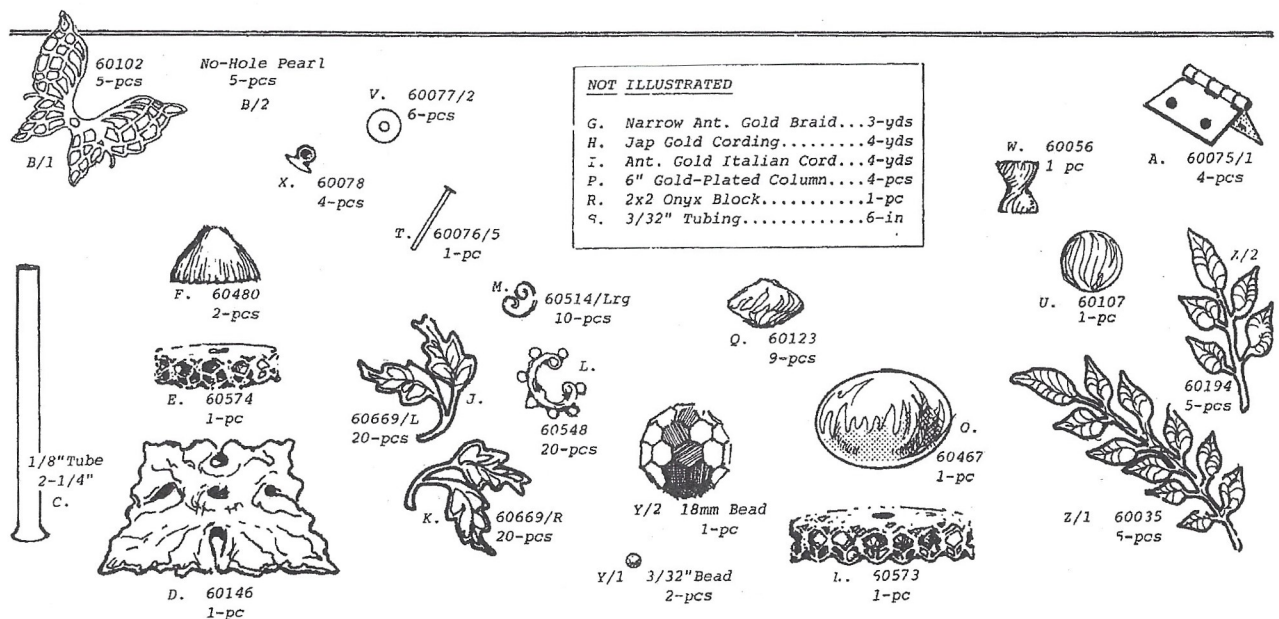 60102
5-pcs
B/1
No-Hole Pearl
5-pcs
B/2
V. 60077/2
6-pcs
X. 60078
4-pcs
T. 60076/5
1-pc
NOT ILLUSTRATED
G. Narrow Ant. Gold Braid...3-yds
H. Jap Gold Cording.........4-yds
I. Ant. Gold Italian Cord...4-yds
P. 6" Gold-Plated Column....4-pcs
R. 2x2 Onyx Block...........1-pc
S. 3/32" Tubing.............6-in
W. 60056
1 pc
A. 60075/1
4-pcs
F. 60480
2-pcs
M. 60514/Lrg
10-pcs
Q. 60123
9-pcs
U. 60107
1-pc
/2
60194
5-pcs
E. 60574
1-pc
J.
60669/L
20-pcs
L.
60548
20-pcs
O.
60467
1-pc
1/8"Tube
2-1/4"
C.
K. 60669/R
20-pcs
Y/2 18mm Bead
1-pc
Z/1 60035
5-pcs
Y/1 3/32"Bead
2-pcs
60573
1-pc
D. 60146
1-pc